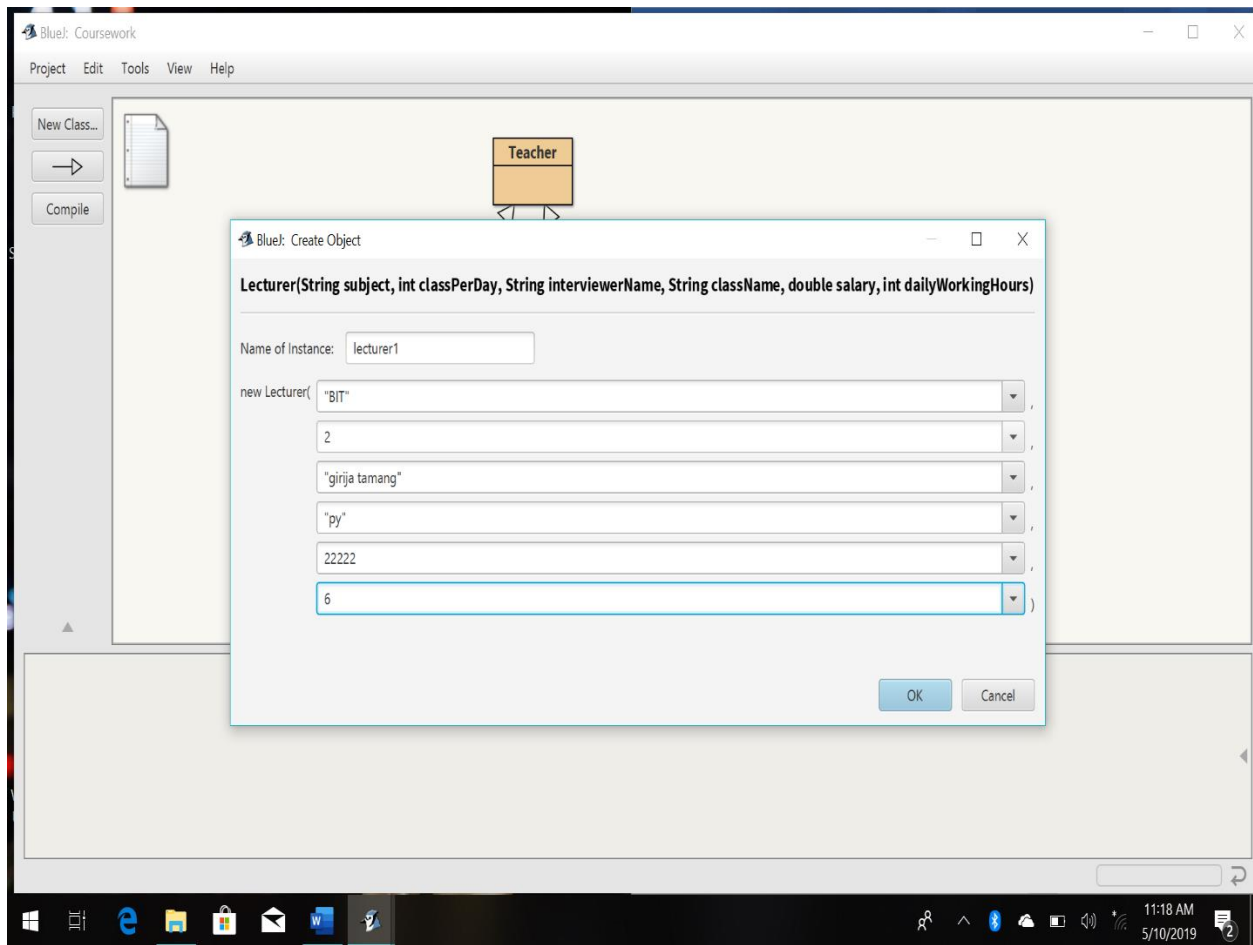 BlueJ: Coursework
Project Edit Tools View Help
New Class...
Compile
Teacher
BlueJ: Create Object
Lecturer(String subject, int classPerDay, String interviewerName, String className, double salary, int dailyWorkingHours)
Name of Instance: lecturer1
new Lecturer( "BIT" ,
2 ,
"girija tamang" ,
"py" ,
22222 ,
6 )
OK Cancel
11:18 AM
5/10/2019
2